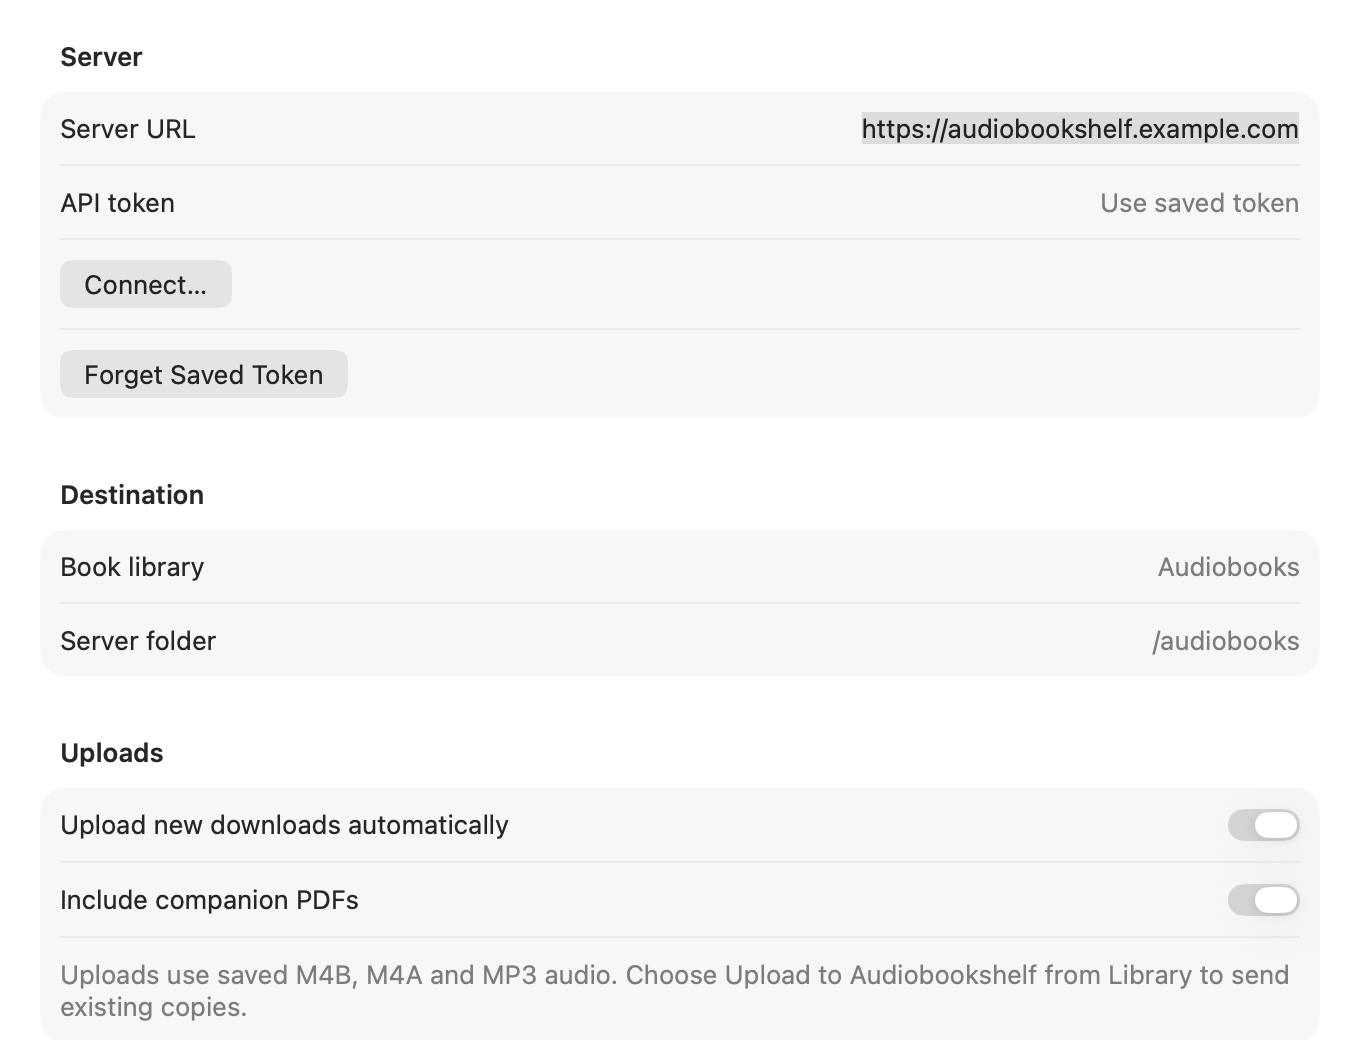 Server
Server URL
https://audiobookshelf.example.com
API token
Use saved token
Connect...
Forget Saved Token
Destination
Book library
Audiobooks
Server folder
/audiobooks
Uploads
Upload new downloads automatically
Include companion PDFs
Uploads use saved M4B, M4A and MP3 audio. Choose Upload to Audiobookshelf from Library to send
existing copies.